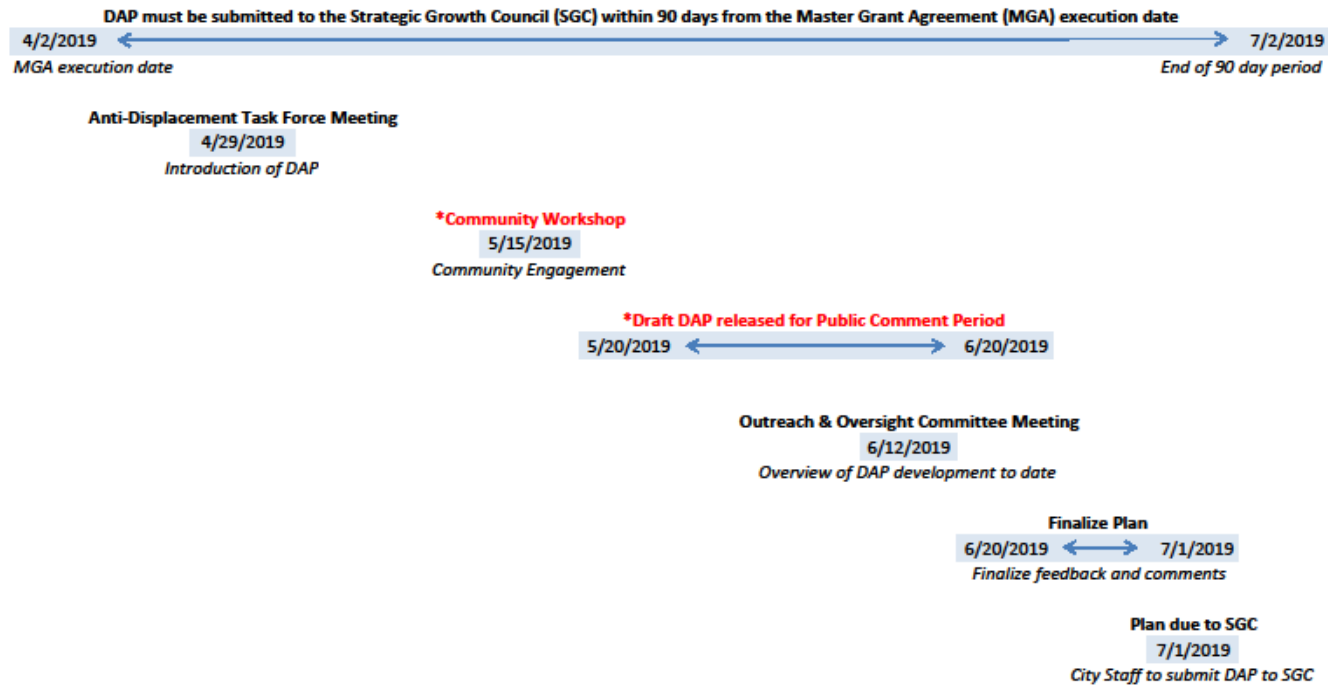 DAP must be submitted to the Strategic Growth Council (SGC) within 90 days from the Master Grant Agreement (MGA) execution date
4/2/2019 7/2/2019
MGA execution date End of 90 day period
Anti-Displacement Task Force Meeting
4/29/2019
Introduction of DAP
*Community Workshop
5/15/2019
Community Engagement
*Draft DAP released for Public Comment Period
5/20/2019 6/20/2019
Outreach & Oversight Committee Meeting
6/12/2019
Overview of DAP development to date
Finalize Plan
6/20/2019 7/1/2019
Finalize feedback and comments
Plan due to SGC
7/1/2019
City Staff to submit DAP to SGC